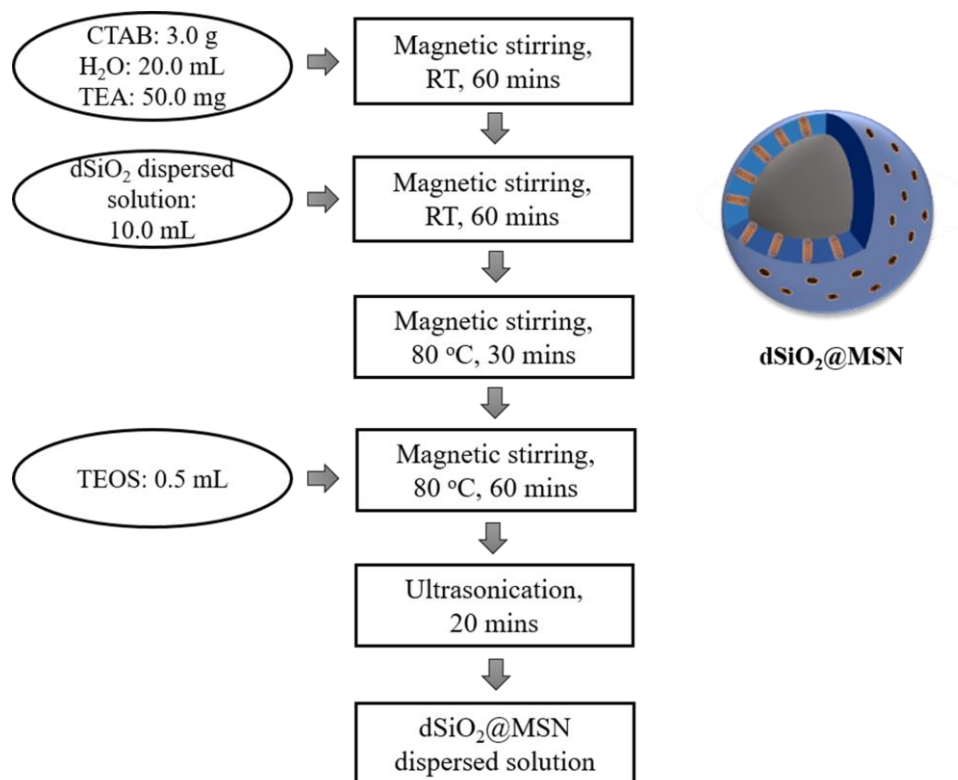 CTAB: 3.0 g
H₂O: 20.0 mL
TEA: 50.0 mg
Magnetic stirring,
RT, 60 mins
dSiO₂ dispersed
solution:
10.0 mL
Magnetic stirring,
RT, 60 mins
Magnetic stirring,
80 °C, 30 mins
dSiO₂@MSN
TEOS: 0.5 mL
Magnetic stirring,
80 °C, 60 mins
Ultrasonication,
20 mins
dSiO₂@MSN
dispersed solution